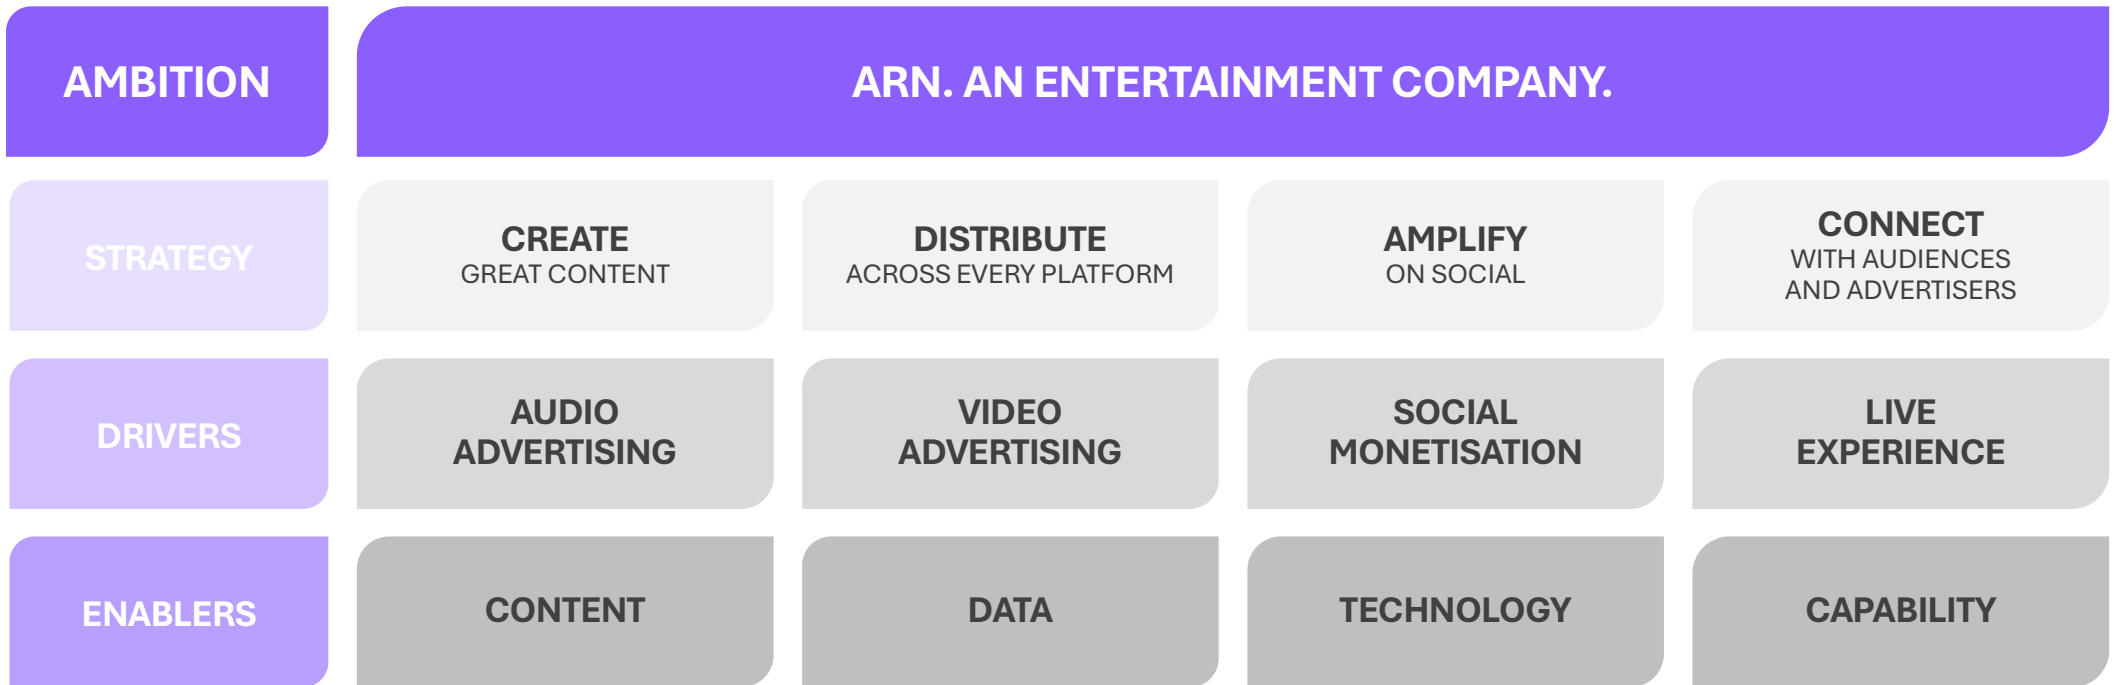 AMBITION
ARN. AN ENTERTAINMENT COMPANY.
STRATEGY
CREATE
GREAT CONTENT
DISTRIBUTE
ACROSS EVERY PLATFORM
AMPLIFY
ON SOCIAL
CONNECT
WITH AUDIENCES
AND ADVERTISERS
DRIVERS
AUDIO
ADVERTISING
VIDEO
ADVERTISING
SOCIAL
MONETISATION
LIVE
EXPERIENCE
ENABLERS
CONTENT
DATA
TECHNOLOGY
CAPABILITY